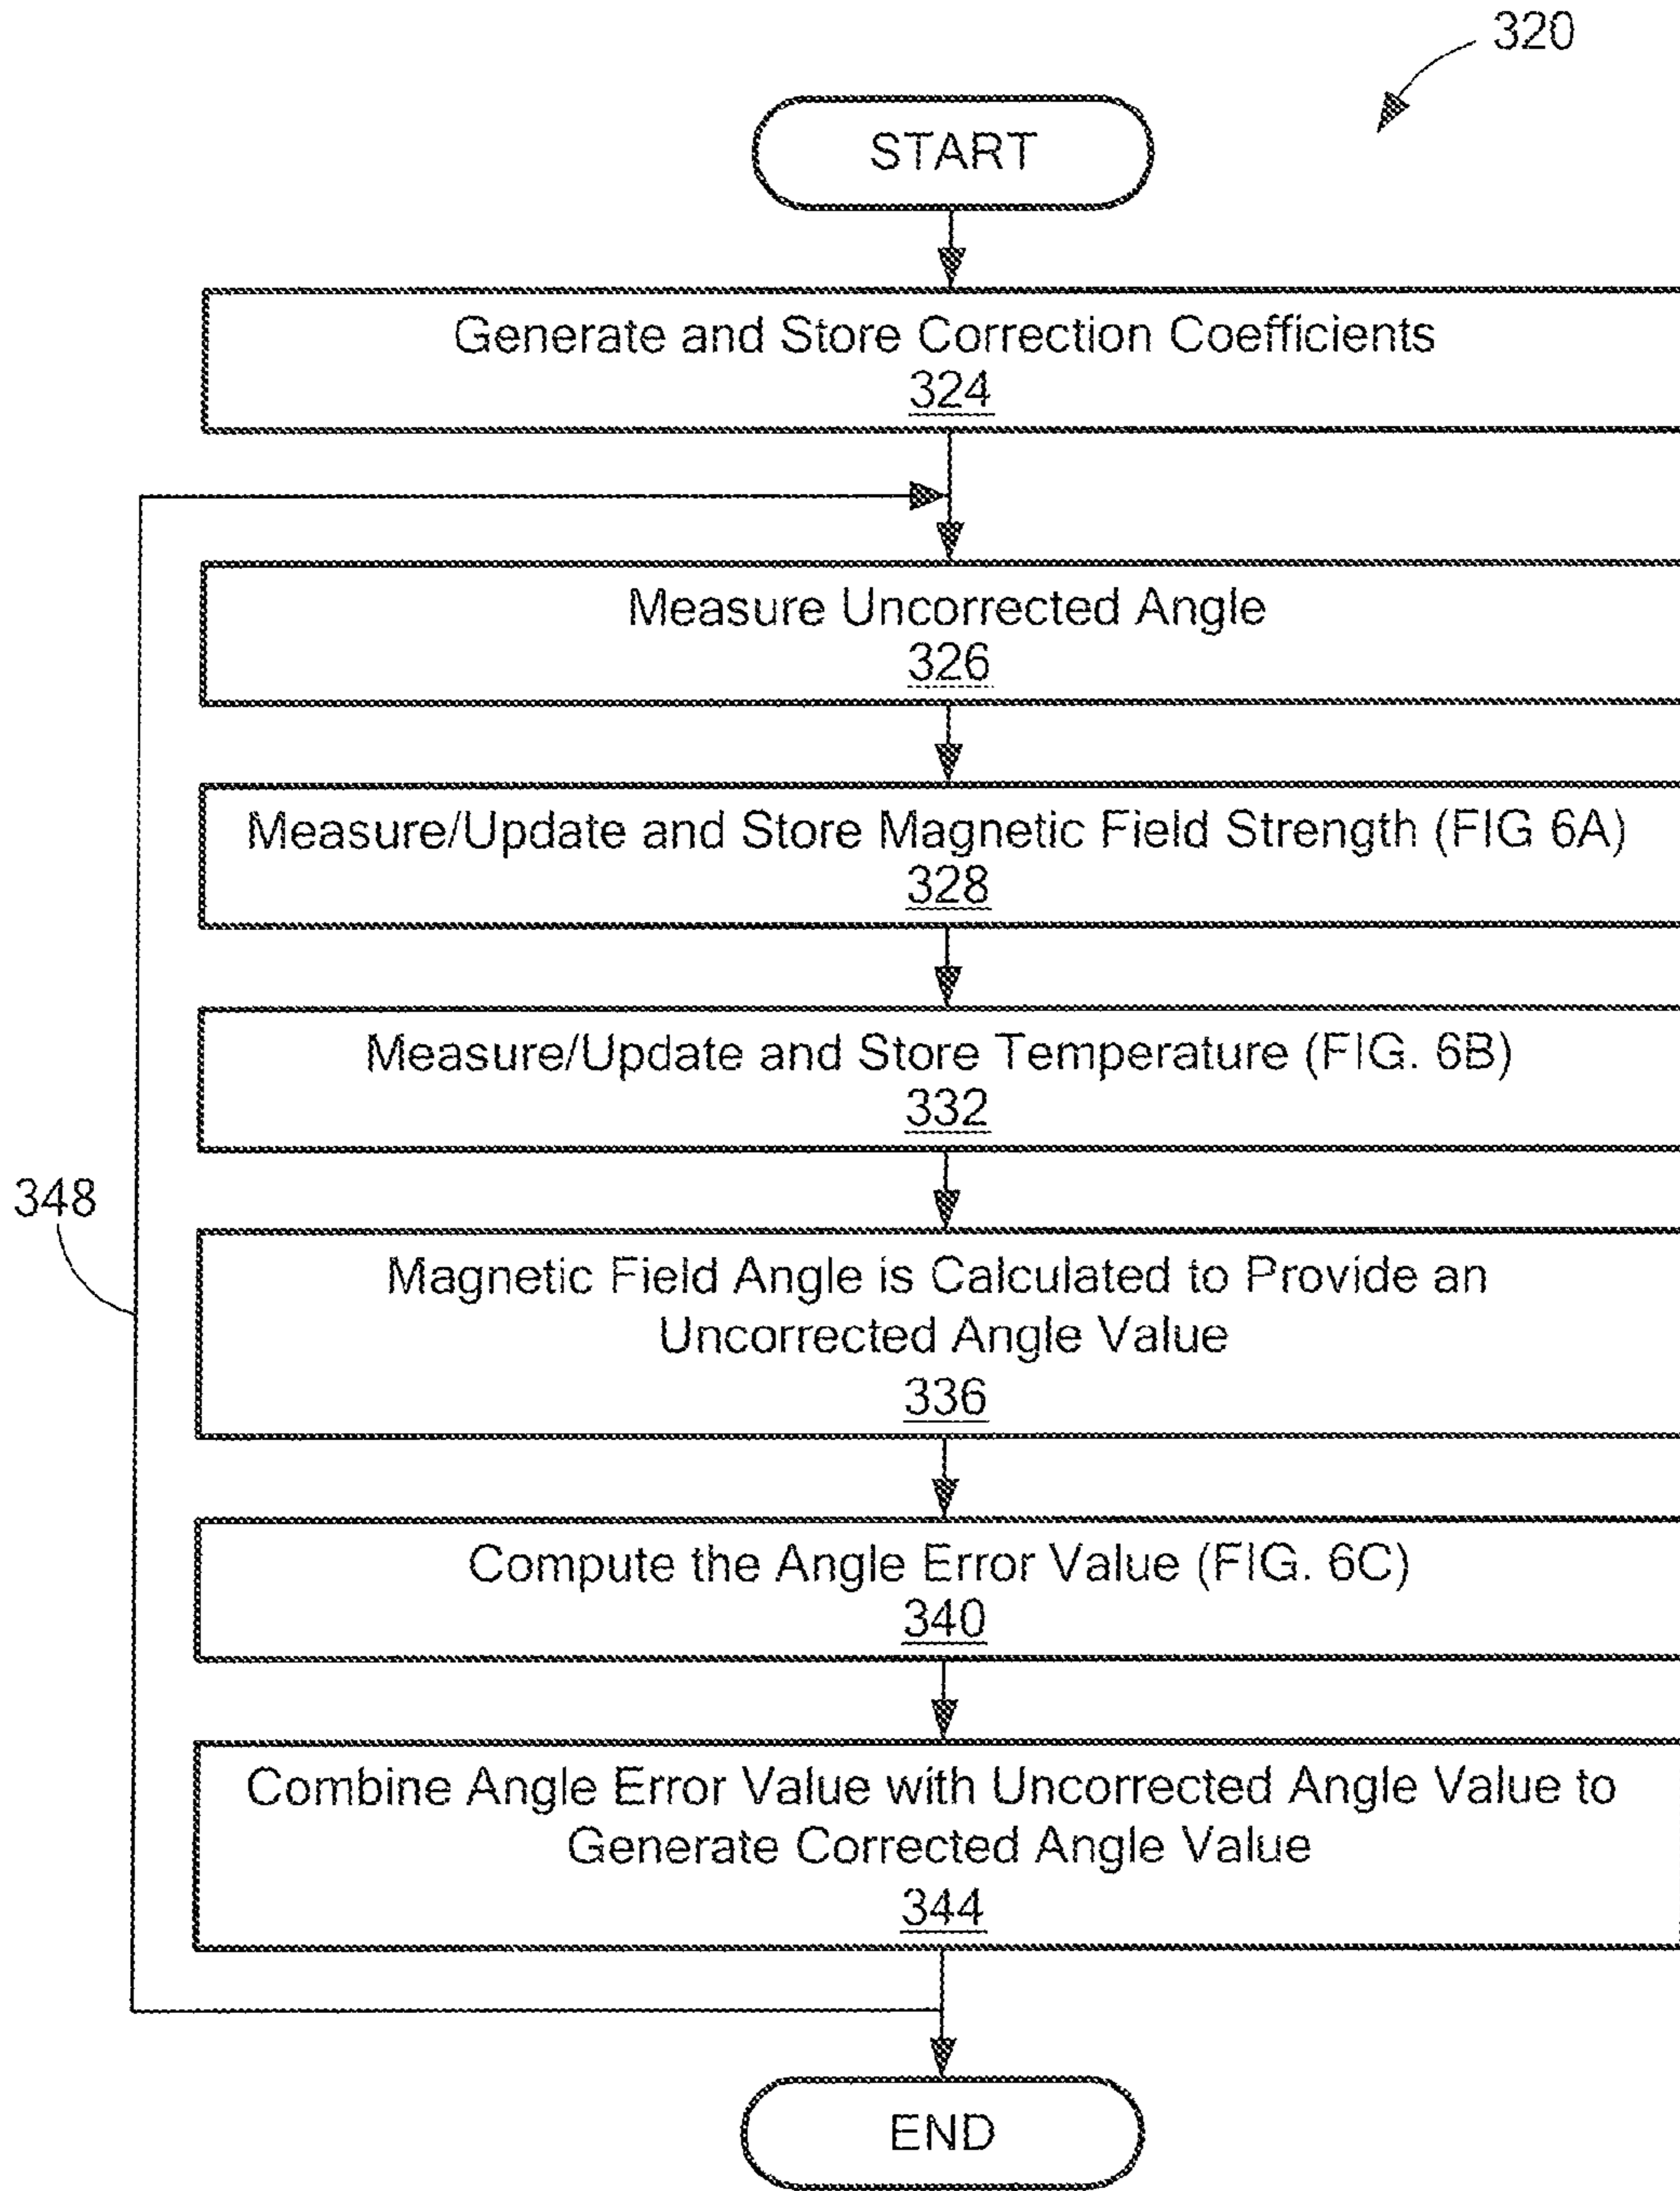 320
START
Generate and Store Correction Coefficients
324
Measure Uncorrected Angle
326
Measure/Update and Store Magnetic Field Strength (FIG 6A)
328
Measure/Update and Store Temperature (FIG. 6B)
332
348
Magnetic Field Angle is Calculated to Provide an
Uncorrected Angle Value
336
Compute the Angle Error Value (FIG. 6C)
340
Combine Angle Error Value with Uncorrected Angle Value to
Generate Corrected Angle Value
344
END